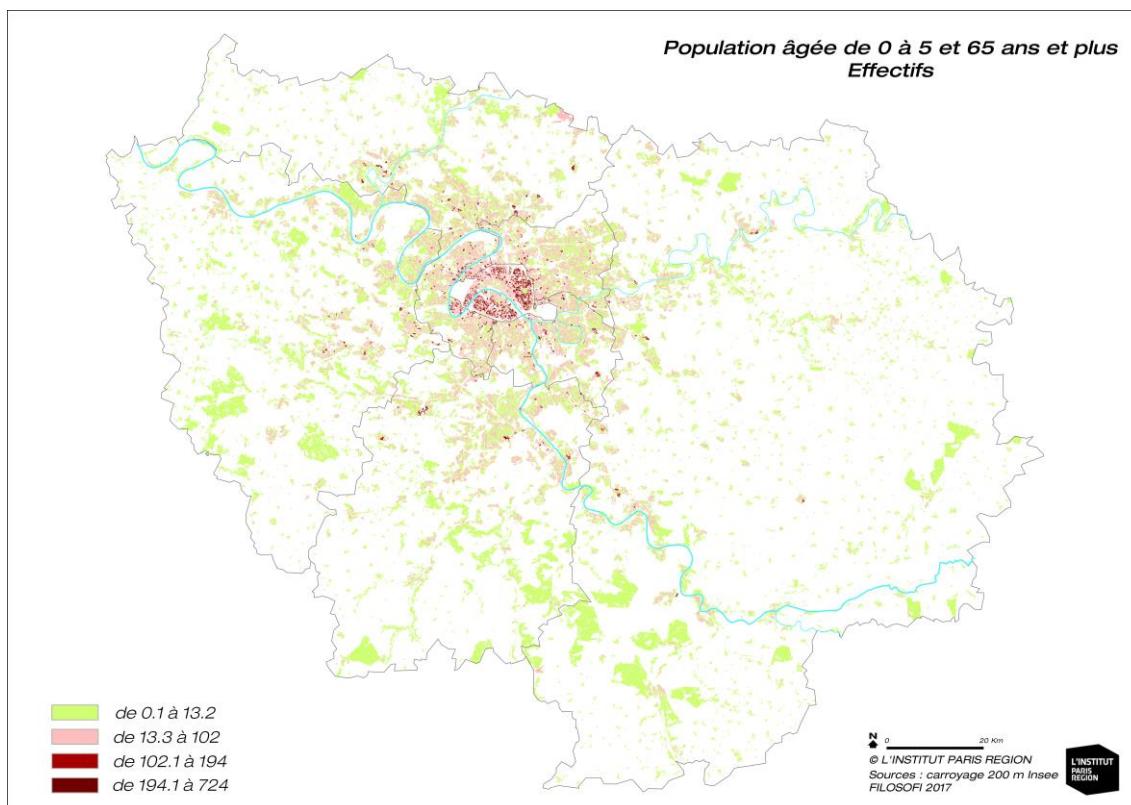 Population âgée de 0 à 5 et 65 ans et plus
Effectifs
de 0.1 à 13.2
de 13.3 à 102
de 102.1 à 194
de 194.1 à 724
N
0 20 Km
© L'INSTITUT PARIS REGION
Sources : carroyage 200 m Insee
FILOSOFI 2017
L'INSTITUT
PARIS
REGION